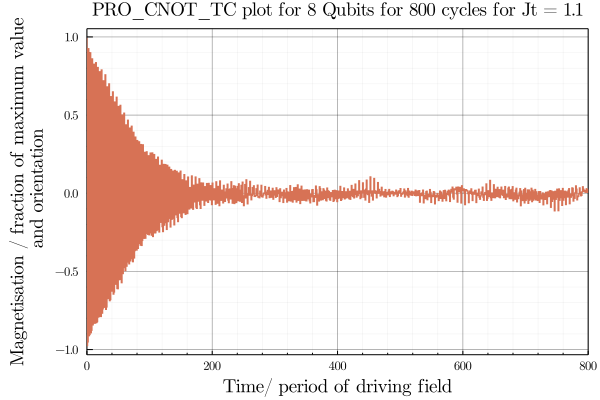 PRO_CNOT_TC plot for 8 Qubits for 800 cycles for Jt = 1.1
Magnetisation / fraction of maximum value
and orientation
1.0
0.5
0.0
−0.5
−1.0
0 200 400 600 800
Time/ period of driving field